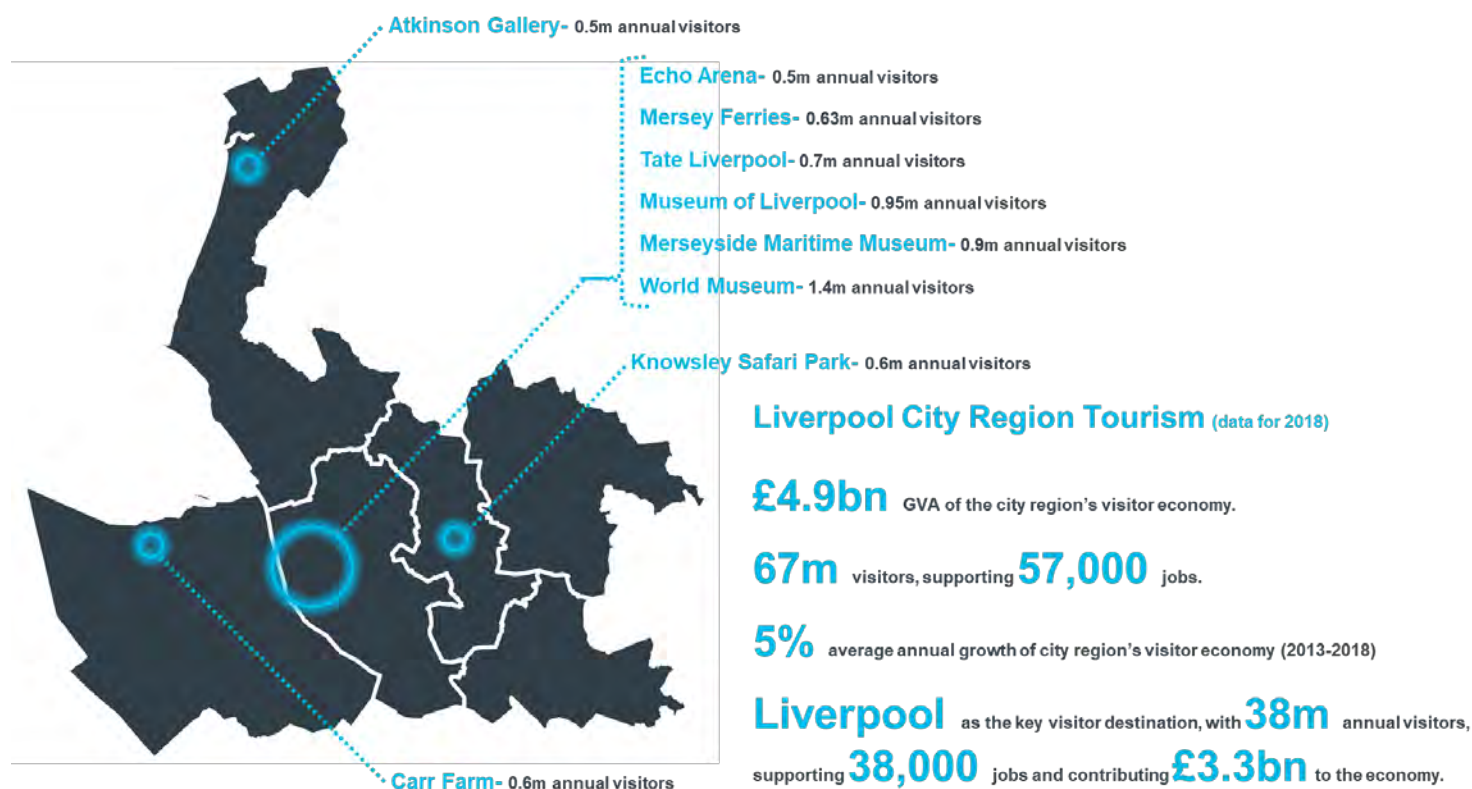 Atkinson Gallery- 0.5m annual visitors
Echo Arena- 0.5m annual visitors
Mersey Ferries- 0.63m annual visitors
Tate Liverpool- 0.7m annual visitors
Museum of Liverpool- 0.95m annual visitors
Merseyside Maritime Museum- 0.9m annual visitors
World Museum- 1.4m annual visitors
Knowsley Safari Park- 0.6m annual visitors
Liverpool City Region Tourism (data for 2018)
£4.9bn GVA of the city region's visitor economy.
67m visitors, supporting 57,000 jobs.
5% average annual growth of city region's visitor economy (2013-2018)
Liverpool as the key visitor destination, with 38m annual visitors,
supporting 38,000 jobs and contributing £3.3bn to the economy.
Carr Farm- 0.6m annual visitors